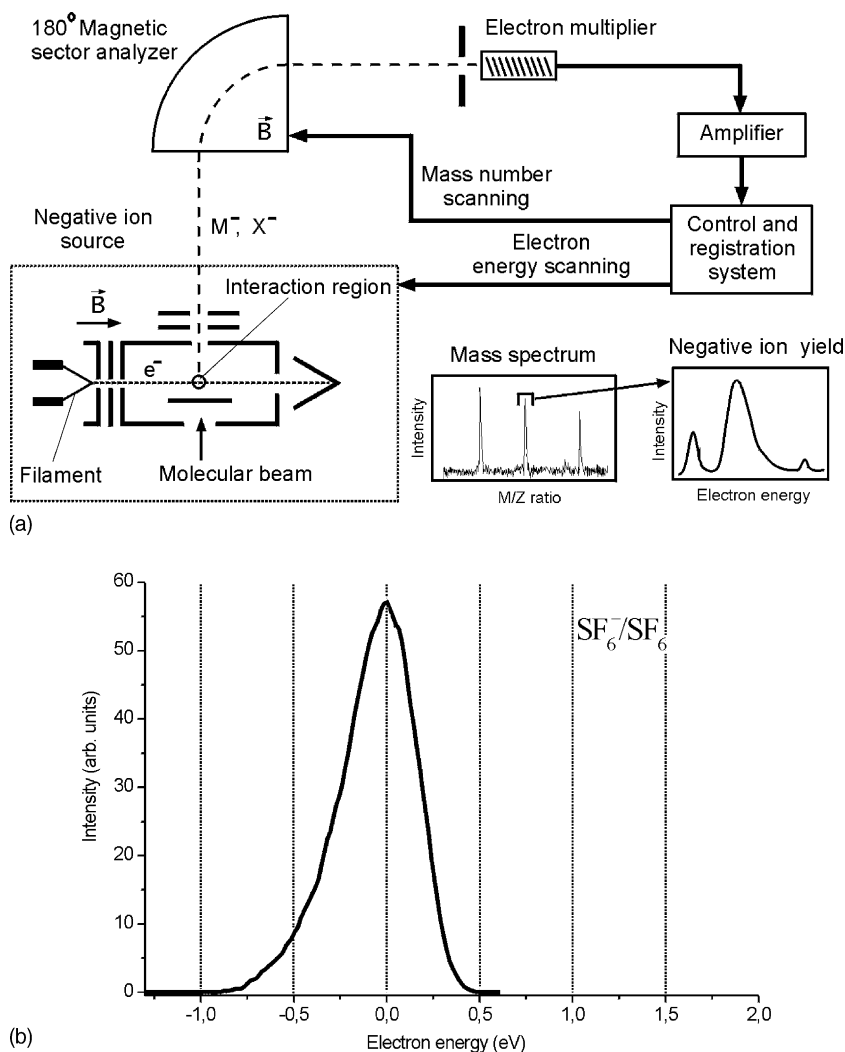 180° Magnetic
sector analyzer
Electron multiplier
B
Amplifier
Mass number
scanning
Negative ion
source
M⁻, X⁻
Control and
registration
system
Electron
energy scanning
Interaction region
B
e⁻
Filament
Molecular beam
Mass spectrum
Intensity
M/Z ratio
Negative ion yield
Intensity
Electron energy
(a)
60
50
40
30
20
10
0
Intensity (arb. units)
SF₆⁻/SF₆
-1,0
-0,5
0,0
0,5
1,0
1,5
2,0
Electron energy (eV)
(b)